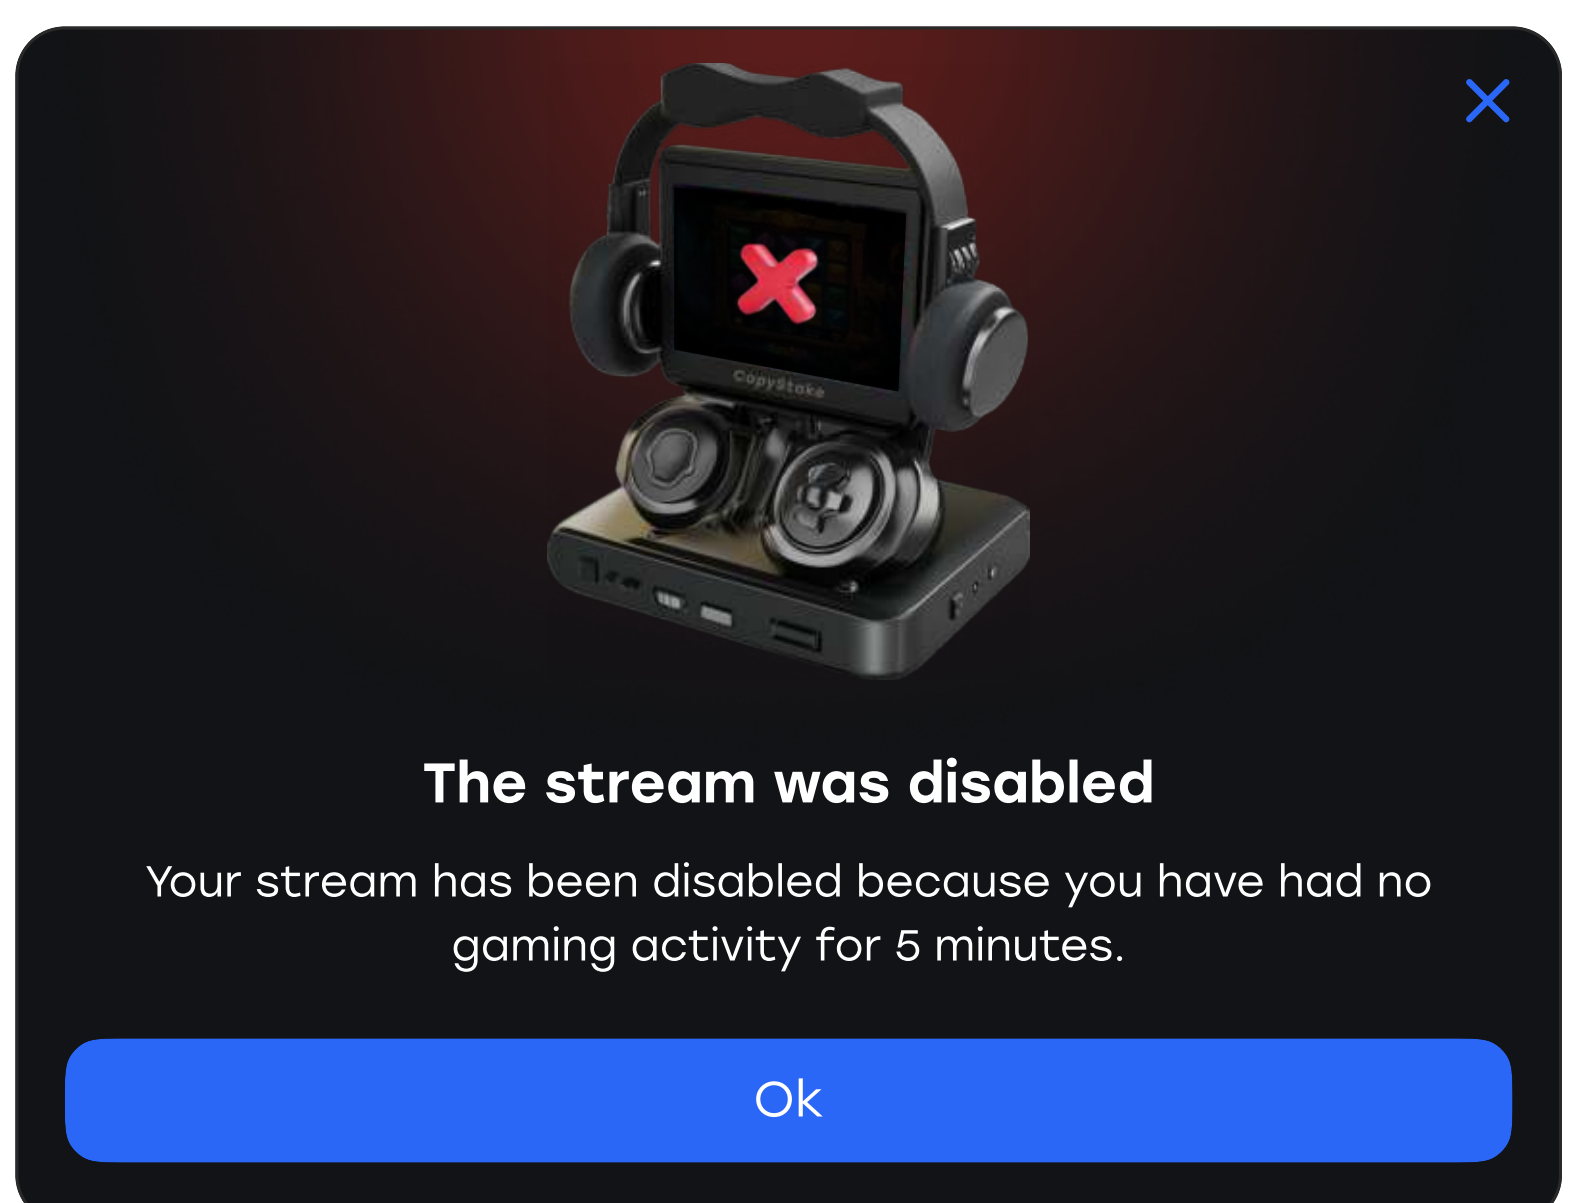 CopyStake
The stream was disabled
Your stream has been disabled because you have had no
gaming activity for 5 minutes.
Ok